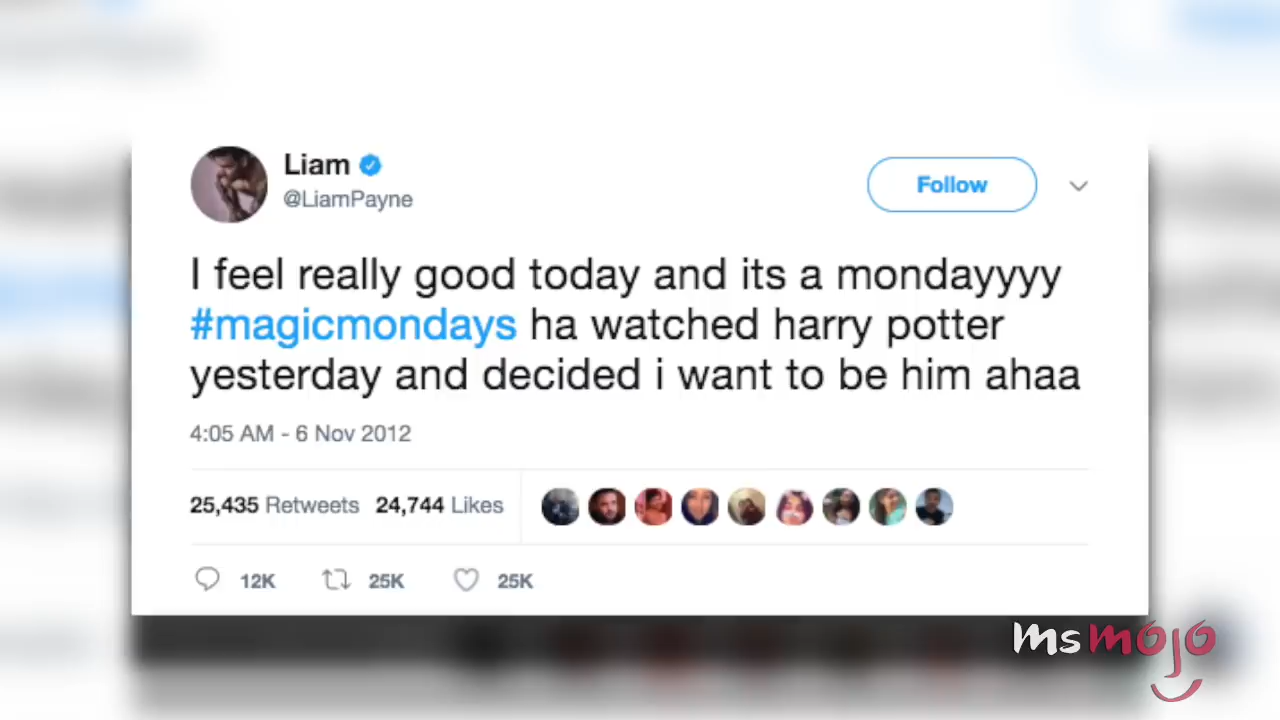 Liam
@LiamPayne
Follow
I feel really good today and its a mondayyyy
#magicmondays ha watched harry potter
yesterday and decided i want to be him ahaa
4:05 AM - 6 Nov 2012
25,435 Retweets 24,744 Likes
12K 25K 25K
msmojo